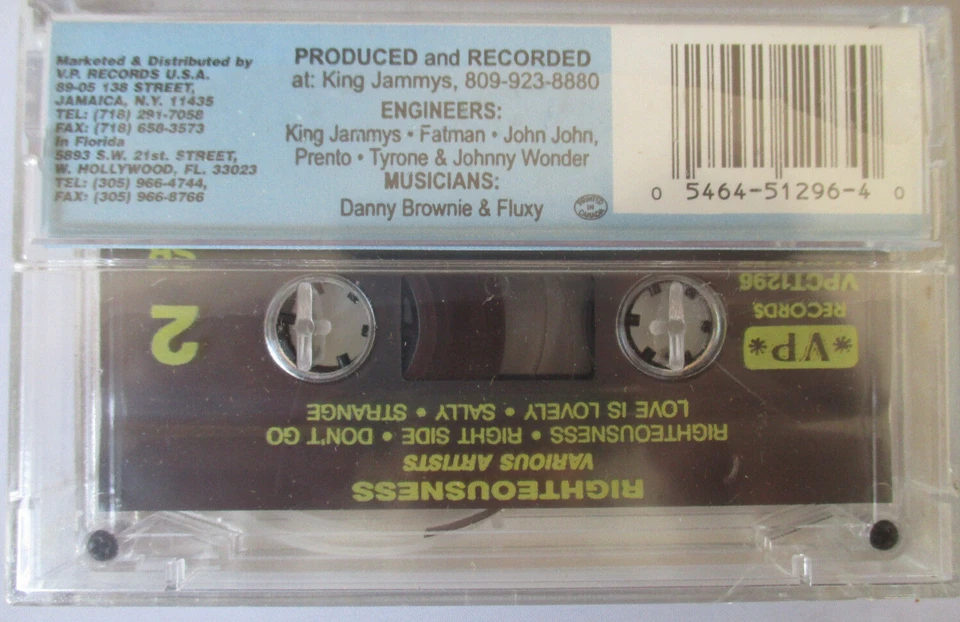 Marketed & Distributed by
V.P. RECORDS U.S.A.
89-05 138 STREET,
JAMAICA, N.Y. 11435
TEL: (718) 291-7058
FAX: (718) 658-3573
In Florida
5893 S.W. 21st. STREET,
W. HOLLYWOOD, FL. 33023
TEL: (305) 966-4744,
FAX: (305) 966-8766
PRODUCED and RECORDED
at: King Jammys, 809-923-8880
ENGINEERS:
King Jammys • Fatman • John John,
Prento • Tyrone & Johnny Wonder
MUSICIANS:
Danny Brownie & Fluxy
PRINTED
IN
CANADA
0 5464-51296-4 0
RIGHTEOUSNESS
VARIOUS ARTISTS
RIGHTEOUSNESS • RIGHT SIDE • DON'T GO
LOVE IS LOVELY • SALLY • STRANGE
*VP*
RECORDS
VPCT1296
2